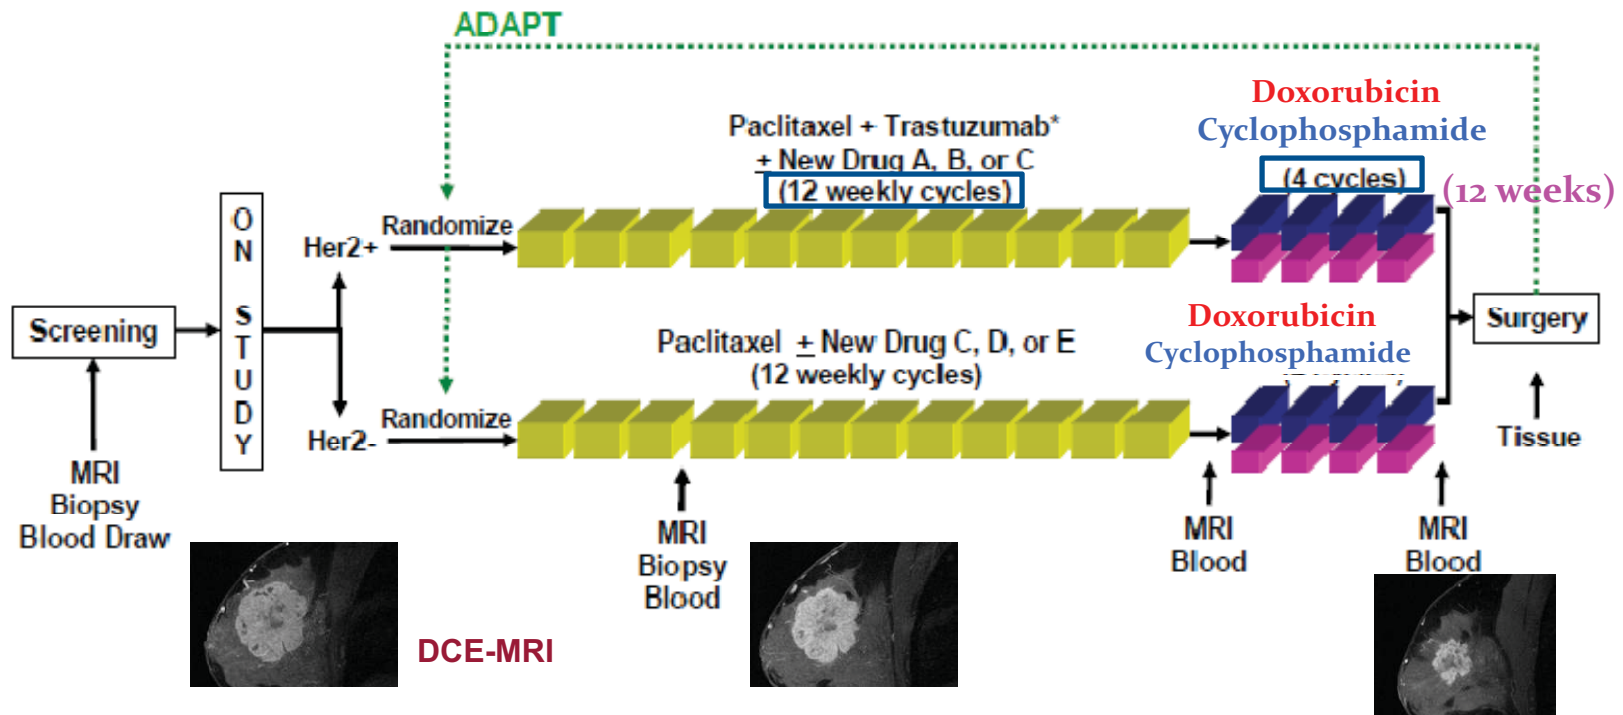 ADAPT
Paclitaxel + Trastuzumab*
+ New Drug A, B, or C
(12 weekly cycles)
Doxorubicin
Cyclophosphamide
(4 cycles)
(12 weeks)
Screening
ON STUDY
Her2+
Randomize
Her2-
Randomize
Paclitaxel + New Drug C, D, or E
(12 weekly cycles)
Doxorubicin
Cyclophosphamide
Surgery
Tissue
MRI
Biopsy
Blood Draw
MRI
Biopsy
Blood
MRI
Blood
MRI
Blood
DCE-MRI